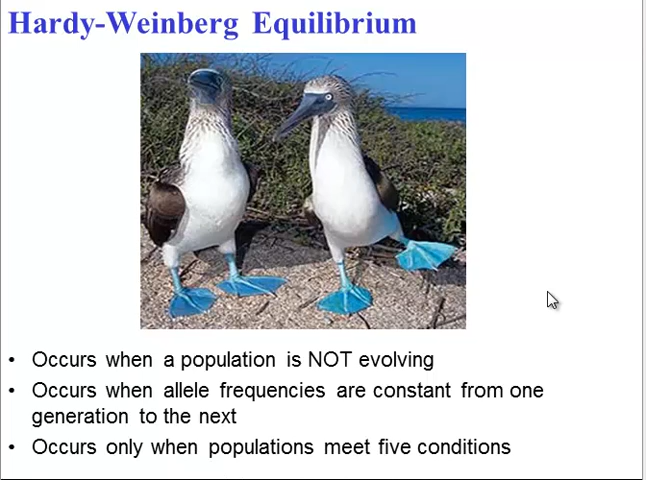 Hardy-Weinberg Equilibrium
• Occurs when a population is NOT evolving
• Occurs when allele frequencies are constant from one
generation to the next
• Occurs only when populations meet five conditions